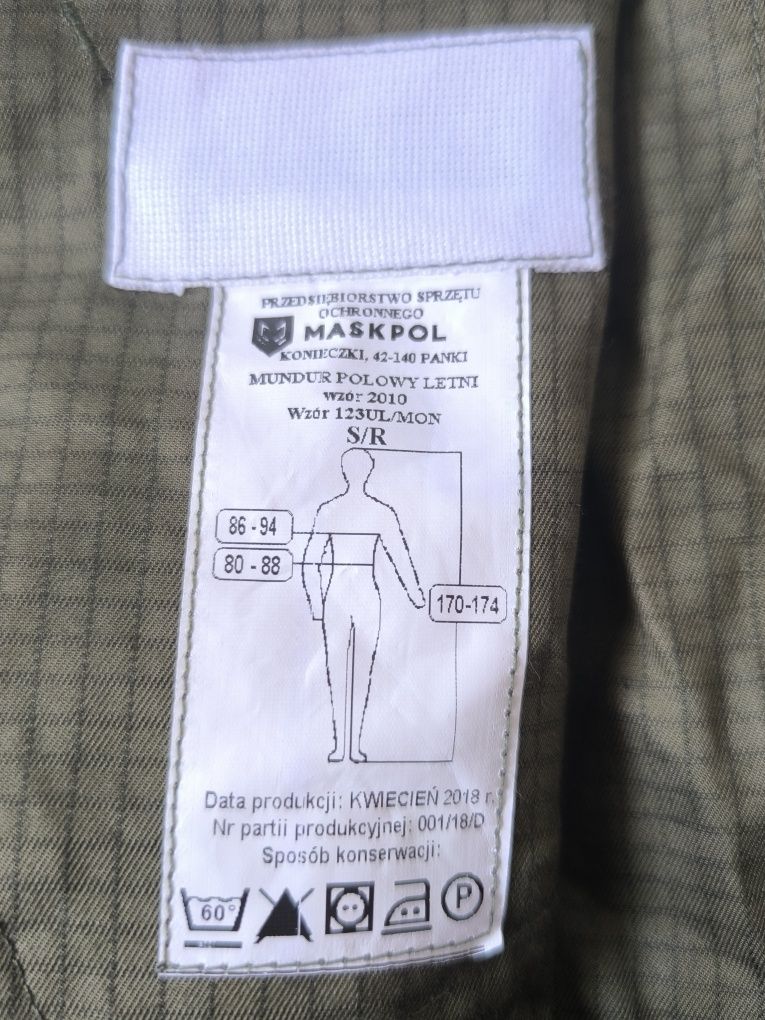 PRZEDSIĘBIORSTWO SPRZĘTU
OCHRONNEGO
MASKPOL
KONIECZKI, 42-140 PANKI
MUNDUR POLOWY LETNI
wzór 2010
Wzór 123UL/MON
S/R
86 - 94
80 - 88
170-174
Data produkcji: KWIECIEŃ 2018 r.
Nr partii produkcyjnej: 001/18/D
Sposób konserwacji:
60° P